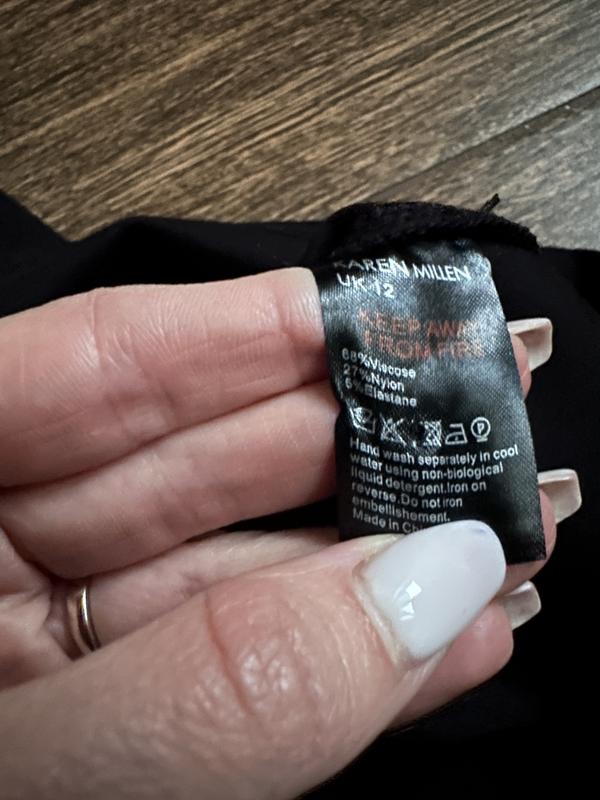 KAREN MILLEN
UK 12
KEEP AWAY
FROM FIRE
68%Viscose
27%Nylon
5%Elastane
P
Hand wash separately in cool
water using non-biological
liquid detergent.Iron on
reverse.Do not iron
embellishement.
Made in